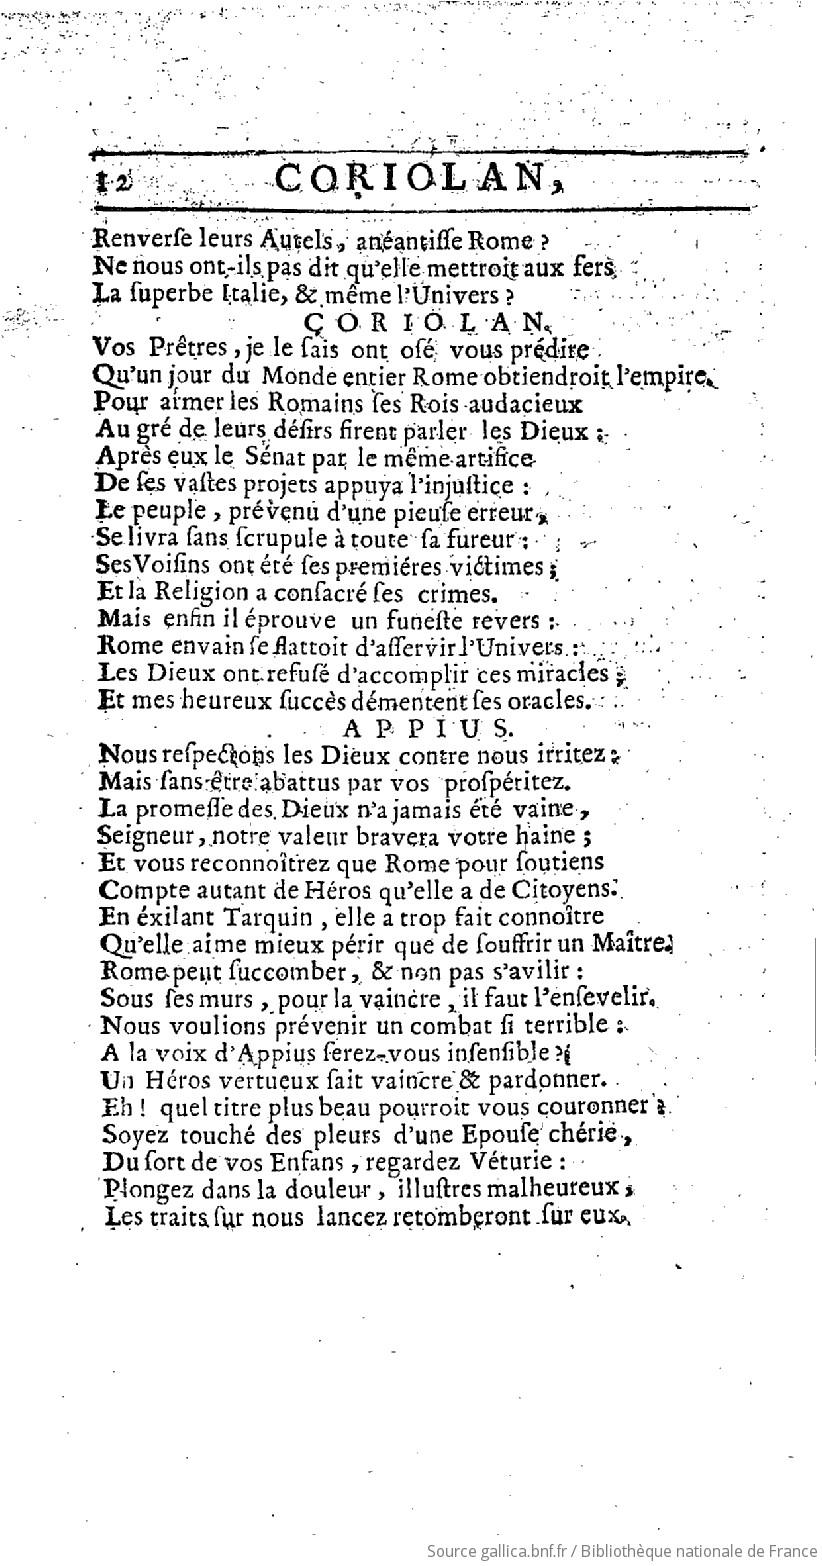 12 CORIOLAN,
Renverſe leurs Autels, anéantiſſe Rome ?
Ne nous ont-ils pas dit qu'elle mettroit aux fers
La ſuperbe Italie, & même l'Univers ?
CORIOLAN.
Vos Prêtres, je le ſais ont oſé vous prédire
Qu'un jour du Monde entier Rome obtiendroit l'empire.
Pour armer les Romains ſes Rois audacieux
Au gré de leurs déſirs firent parler les Dieux :
Après eux le Sénat par le même artifice
De ſes vaſtes projets appuya l'injuſtice :
Le peuple, prévenu d'une pieuſe erreur,
Se livra ſans ſcrupule à toute ſa fureur :
Ses Voiſins ont été ſes premiéres victimes ;
Et la Religion a conſacré ſes crimes.
Mais enfin il éprouve un funeſte revers :
Rome envain ſe flattoit d'aſſervir l'Univers :
Les Dieux ont refuſé d'accomplir ces miracles ;
Et mes heureux ſuccès démentent ſes oracles.
APPIUS.
Nous reſpectons les Dieux contre nous irritez ;
Mais ſans être abattus par vos proſpéritez.
La promeſſe des Dieux n'a jamais été vaine,
Seigneur, notre valeur bravera votre haine ;
Et vous reconnoîtrez que Rome pour ſoutiens
Compte autant de Héros qu'elle a de Citoyens.
En éxilant Tarquin, elle a trop fait connoître
Qu'elle aime mieux périr que de ſouffrir un Maître.
Rome peut ſuccomber, & non pas s'avilir :
Sous ſes murs, pour la vaincre, il faut l'enſevelir.
Nous voulions prévenir un combat ſi terrible :
A la voix d'Appius ſerez-vous inſenſible ?
Un Héros vertueux ſait vaincre & pardonner.
Eh ! quel titre plus beau pourroit vous couronner ?
Soyez touché des pleurs d'une Epouſe chérie,
Du ſort de vos Enfans, regardez Véturie :
Plongez dans la douleur, illuſtres malheureux,
Les traits ſur nous lancez retomberont ſur eux.
Source gallica.bnf.fr / Bibliothèque nationale de France